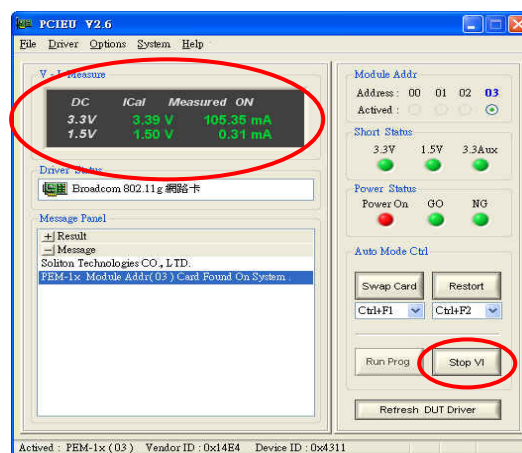 PCIEU V2.6
File Driver Options System Help
V - I Measure
DC ICal Measured ON
3.3V 3.39 V 105.35 mA
1.5V 1.50 V 0.31 mA
Driver Status
Broadcom 802.11g 網路卡
Message Panel
+ Result
— Message
Soliton Technologies CO., LTD.
PEM-1x Module Addr(03) Card Found On System .
Module Addr
Address : 00 01 02 03
Actived :
Short Status
3.3V 1.5V 3.3Aux
Power Status
Power On GO NG
Auto Mode Ctrl
Swap Card Restort
Ctrl+F1 Ctrl+F2
Run Prog Stop VI
Refresh DUT Driver
Actived : PEM-1x (03) Vendor ID : 0x14E4 Device ID : 0x4311